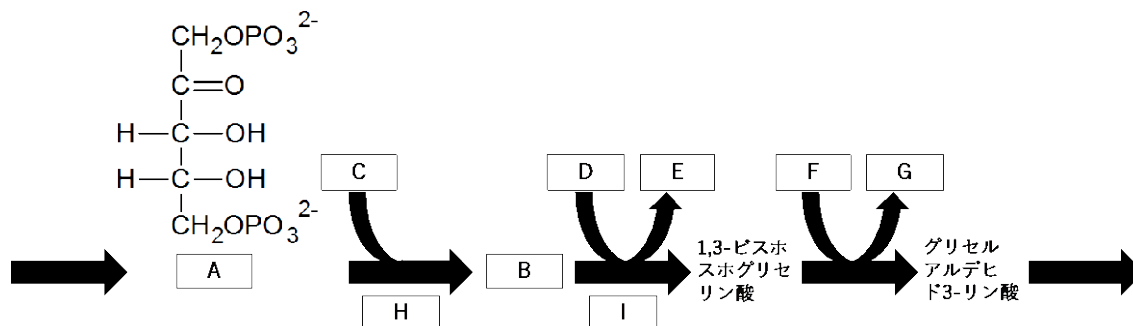 CH2OPO3 2-
C=O
H—C—OH
H—C—OH
CH2OPO3 2-
A
C
H
B
D
E
I
1,3-ビスホ
スホグリセ
リン酸
F
G
グリセル
アルデヒ
ド3-リン酸